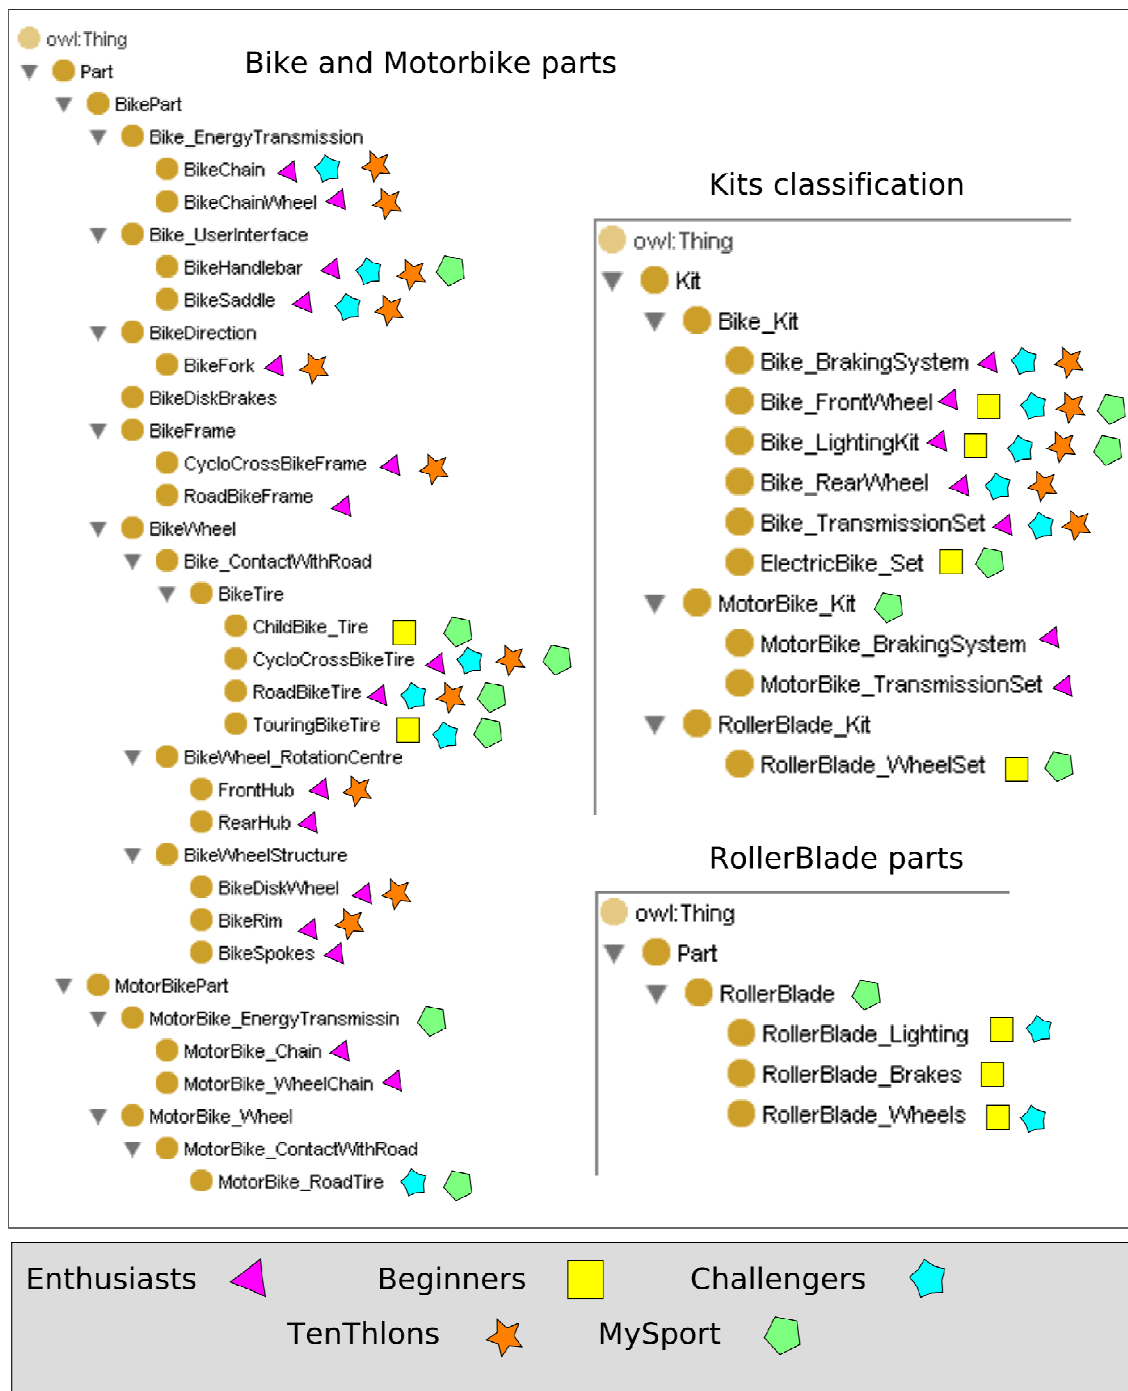 Bike and Motorbike parts
owl:Thing
Part
BikePart
Bike_EnergyTransmission
BikeChain
BikeChainWheel
Bike_UserInterface
BikeHandlebar
BikeSaddle
BikeDirection
BikeFork
BikeDiskBrakes
BikeFrame
CycloCrossBikeFrame
RoadBikeFrame
BikeWheel
Bike_ContactWithRoad
BikeTire
ChildBike_Tire
CycloCrossBikeTire
RoadBikeTire
TouringBikeTire
BikeWheel_RotationCentre
FrontHub
RearHub
BikeWheelStructure
BikeDiskWheel
BikeRim
BikeSpokes
MotorBikePart
MotorBike_EnergyTransmissin
MotorBike_Chain
MotorBike_WheelChain
MotorBike_Wheel
MotorBike_ContactWithRoad
MotorBike_RoadTire
Kits classification
owl:Thing
Kit
Bike_Kit
Bike_BrakingSystem
Bike_FrontWheel
Bike_LightingKit
Bike_RearWheel
Bike_TransmissionSet
ElectricBike_Set
MotorBike_Kit
MotorBike_BrakingSystem
MotorBike_TransmissionSet
RollerBlade_Kit
RollerBlade_WheelSet
RollerBlade parts
owl:Thing
Part
RollerBlade
RollerBlade_Lighting
RollerBlade_Brakes
RollerBlade_Wheels
Enthusiasts Beginners Challengers
TenThlons MySport